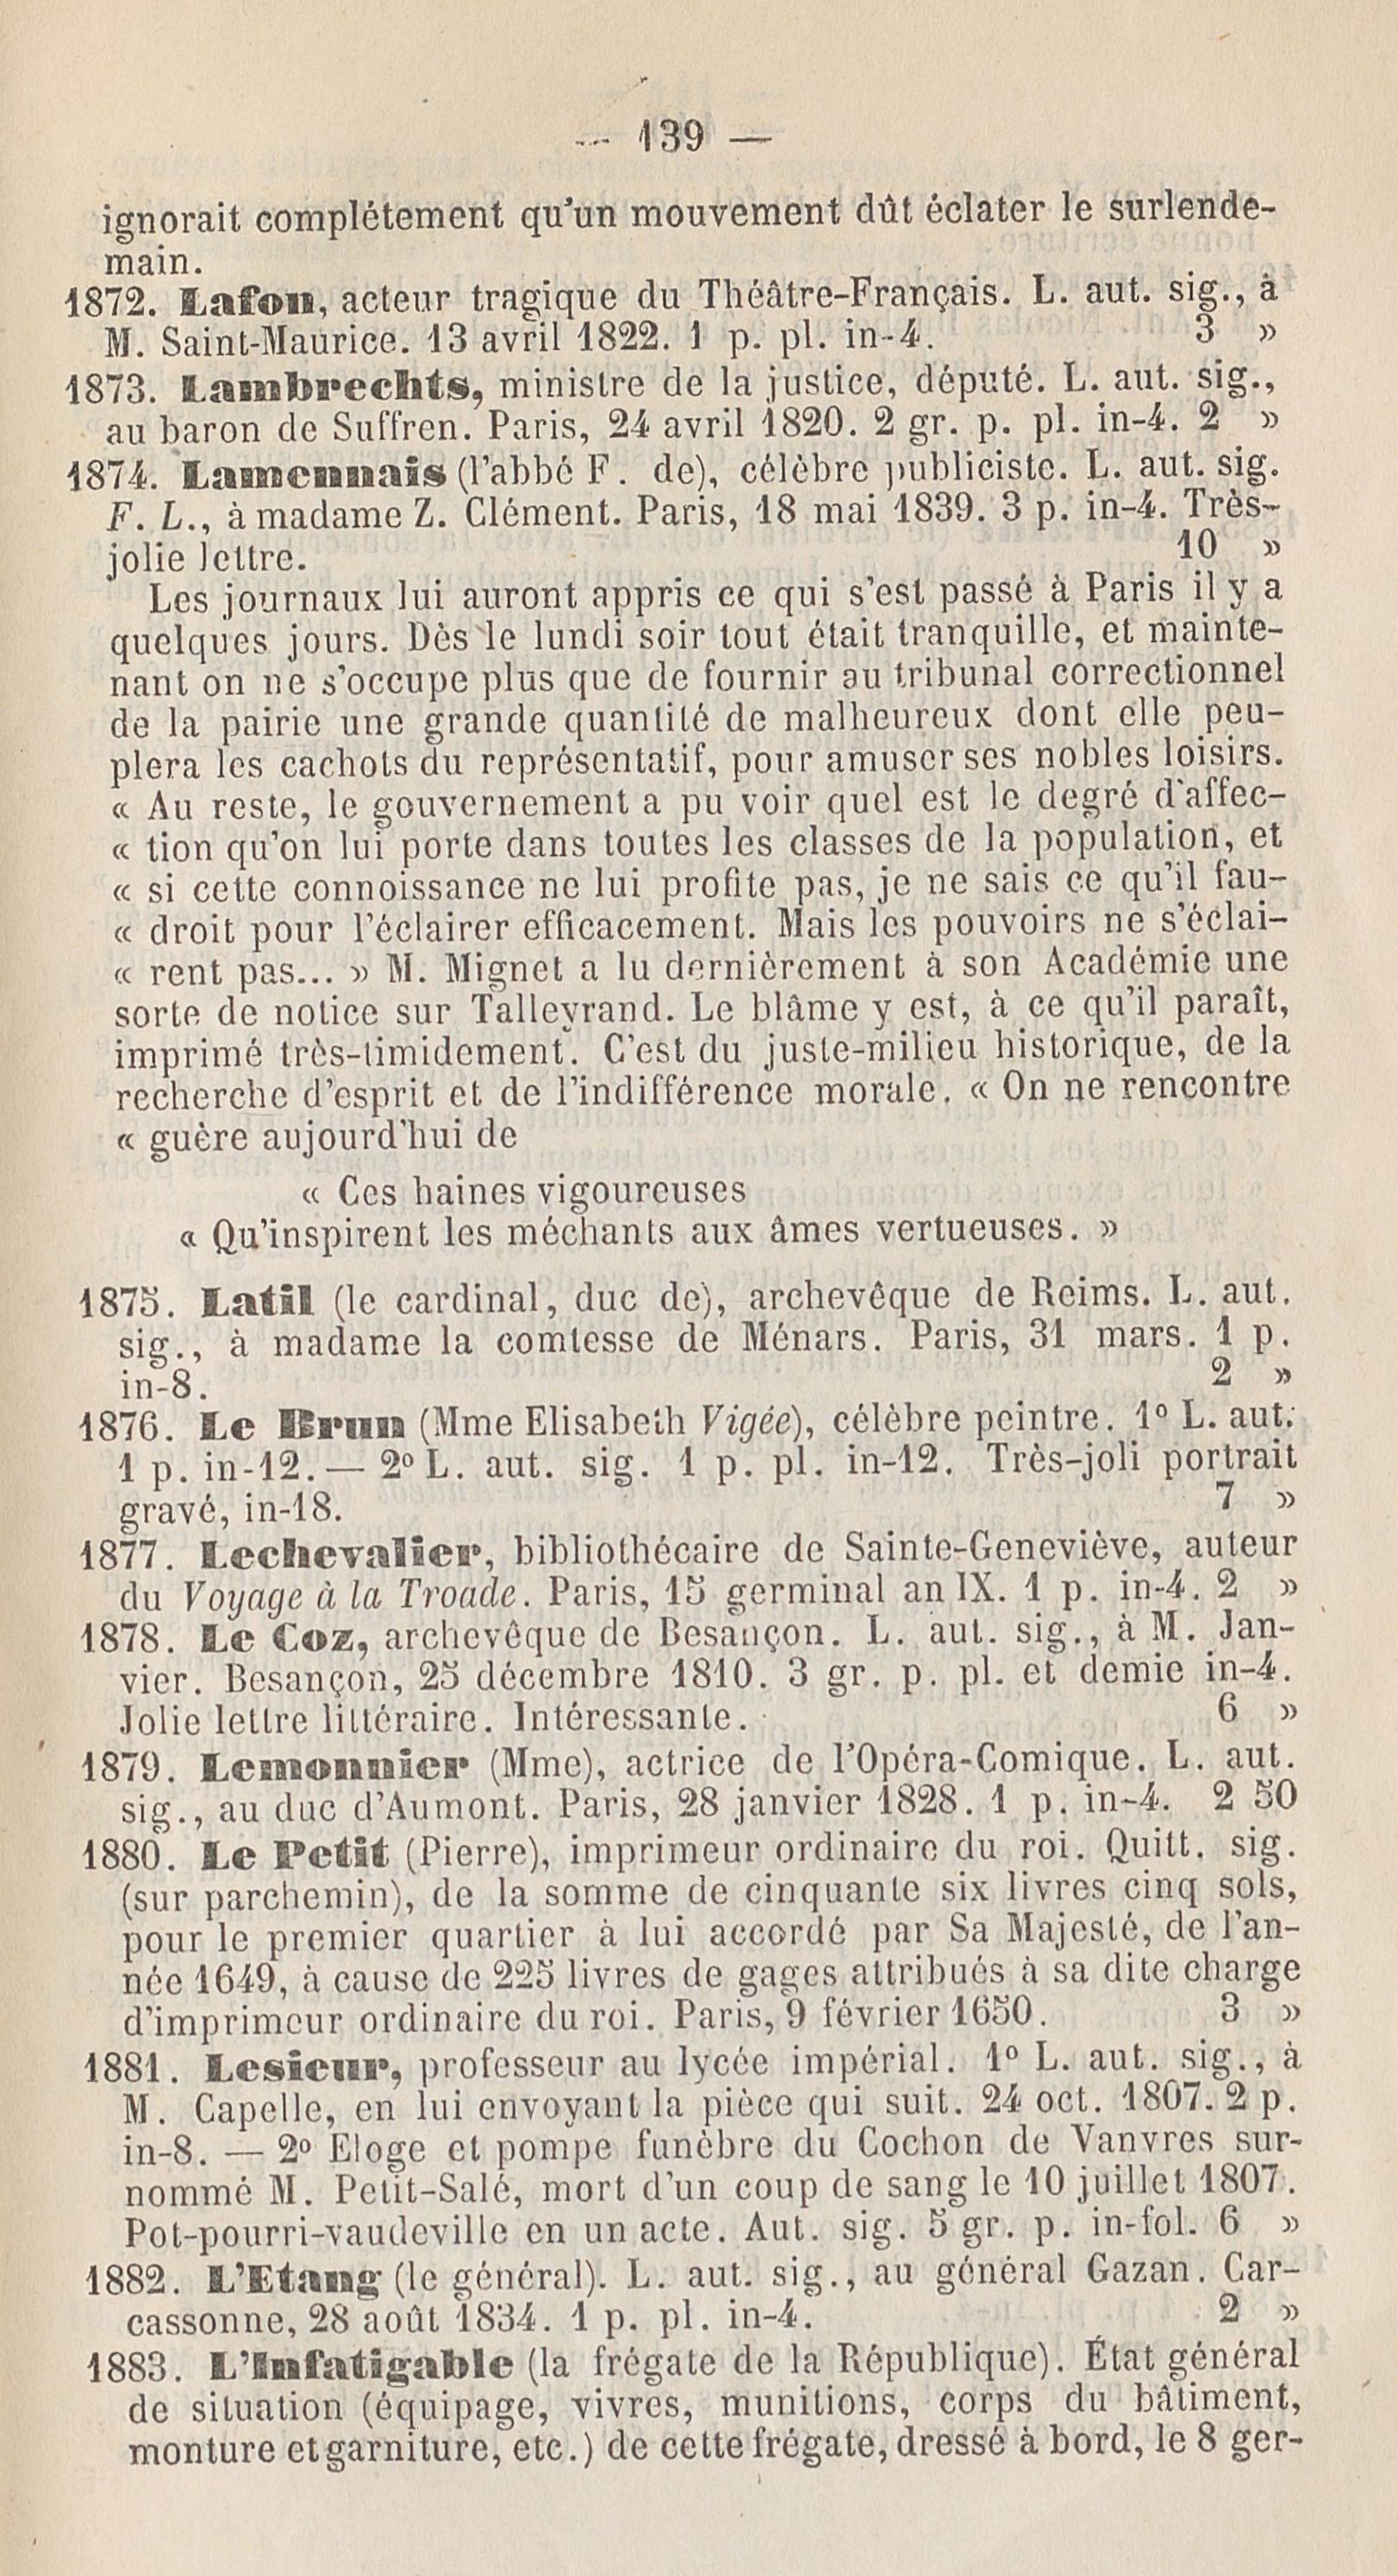 — 139 —
ignorait complétement qu'un mouvement dût éclater le surlende-
main.
1872. Lafon, acteur tragique du Théâtre-Français. L. aut. sig., à
M. Saint-Maurice. 13 avril 1822. 1 p. pl. in-4. 3 »
1873. Lambrechts, ministre de la justice, député. L. aut. sig.,
au baron de Suffren. Paris, 24 avril 1820. 2 gr. p. pl. in-4. 2 »
1874. Lamennais (l'abbé F. de), célèbre publiciste. L. aut. sig.
F. L., à madame Z. Clément. Paris, 18 mai 1839. 3 p. in-4. Très-
jolie lettre. 10 »
Les journaux lui auront appris ce qui s'est passé à Paris il y a
quelques jours. Dès le lundi soir tout était tranquille, et mainte-
nant on ne s'occupe plus que de fournir au tribunal correctionnel
de la pairie une grande quantité de malheureux dont elle peu-
plera les cachots du représentatif, pour amuser ses nobles loisirs.
« Au reste, le gouvernement a pu voir quel est le degré d'affec-
« tion qu'on lui porte dans toutes les classes de la population, et
« si cette connoissance ne lui profite pas, je ne sais ce qu'il fau-
« droit pour l'éclairer efficacement. Mais les pouvoirs ne s'éclai-
« rent pas... » M. Mignet a lu dernièrement à son Académie une
sorte de notice sur Talleyrand. Le blâme y est, à ce qu'il paraît,
imprimé très-timidement. C'est du juste-milieu historique, de la
recherche d'esprit et de l'indifférence morale. « On ne rencontre
« guère aujourd'hui de
« Ces haines vigoureuses
« Qu'inspirent les méchants aux âmes vertueuses. »
1875. Latil (le cardinal, duc de), archevêque de Reims. L. aut.
sig., à madame la comtesse de Ménars. Paris, 31 mars. 1 p.
in-8. 2 »
1876. Le Brun (Mme Elisabeth Vigée), célèbre peintre. 1º L. aut.
1 p. in-12. — 2º L. aut. sig. 1 p. pl. in-12. Très-joli portrait
gravé, in-18. 7 »
1877. Lechevalier, bibliothécaire de Sainte-Geneviève, auteur
du Voyage à la Troade. Paris, 15 germinal an IX. 1 p. in-4. 2 »
1878. Le Coz, archevêque de Besançon. L. aut. sig., à M. Jan-
vier. Besançon, 25 décembre 1810. 3 gr. p. pl. et demie in-4.
Jolie lettre littéraire. Intéressante. 6 »
1879. Lemonnier (Mme), actrice de l'Opéra-Comique. L. aut.
sig., au duc d'Aumont. Paris, 28 janvier 1828. 1 p. in-4. 2 50
1880. Le Petit (Pierre), imprimeur ordinaire du roi. Quitt. sig.
(sur parchemin), de la somme de cinquante six livres cinq sols,
pour le premier quartier à lui accordé par Sa Majesté, de l'an-
née 1649, à cause de 225 livres de gages attribués à sa dite charge
d'imprimeur ordinaire du roi. Paris, 9 février 1650. 3 »
1881. Lesieur, professeur au lycée impérial. 1º L. aut. sig., à
M. Capelle, en lui envoyant la pièce qui suit. 24 oct. 1807. 2 p.
in-8. — 2º Eloge et pompe funèbre du Cochon de Vanvres sur-
nommé M. Petit-Salé, mort d'un coup de sang le 10 juillet 1807.
Pot-pourri-vaudeville en un acte. Aut. sig. 5 gr. p. in-fol. 6 »
1882. L'Etang (le général). L. aut. sig., au général Gazan. Car-
cassonne, 28 août 1834. 1 p. pl. in-4. 2 »
1883. L'Infatigable (la frégate de la République). État général
de situation (équipage, vivres, munitions, corps du bâtiment,
monture et garniture, etc.) de cette frégate, dressé à bord, le 8 ger-